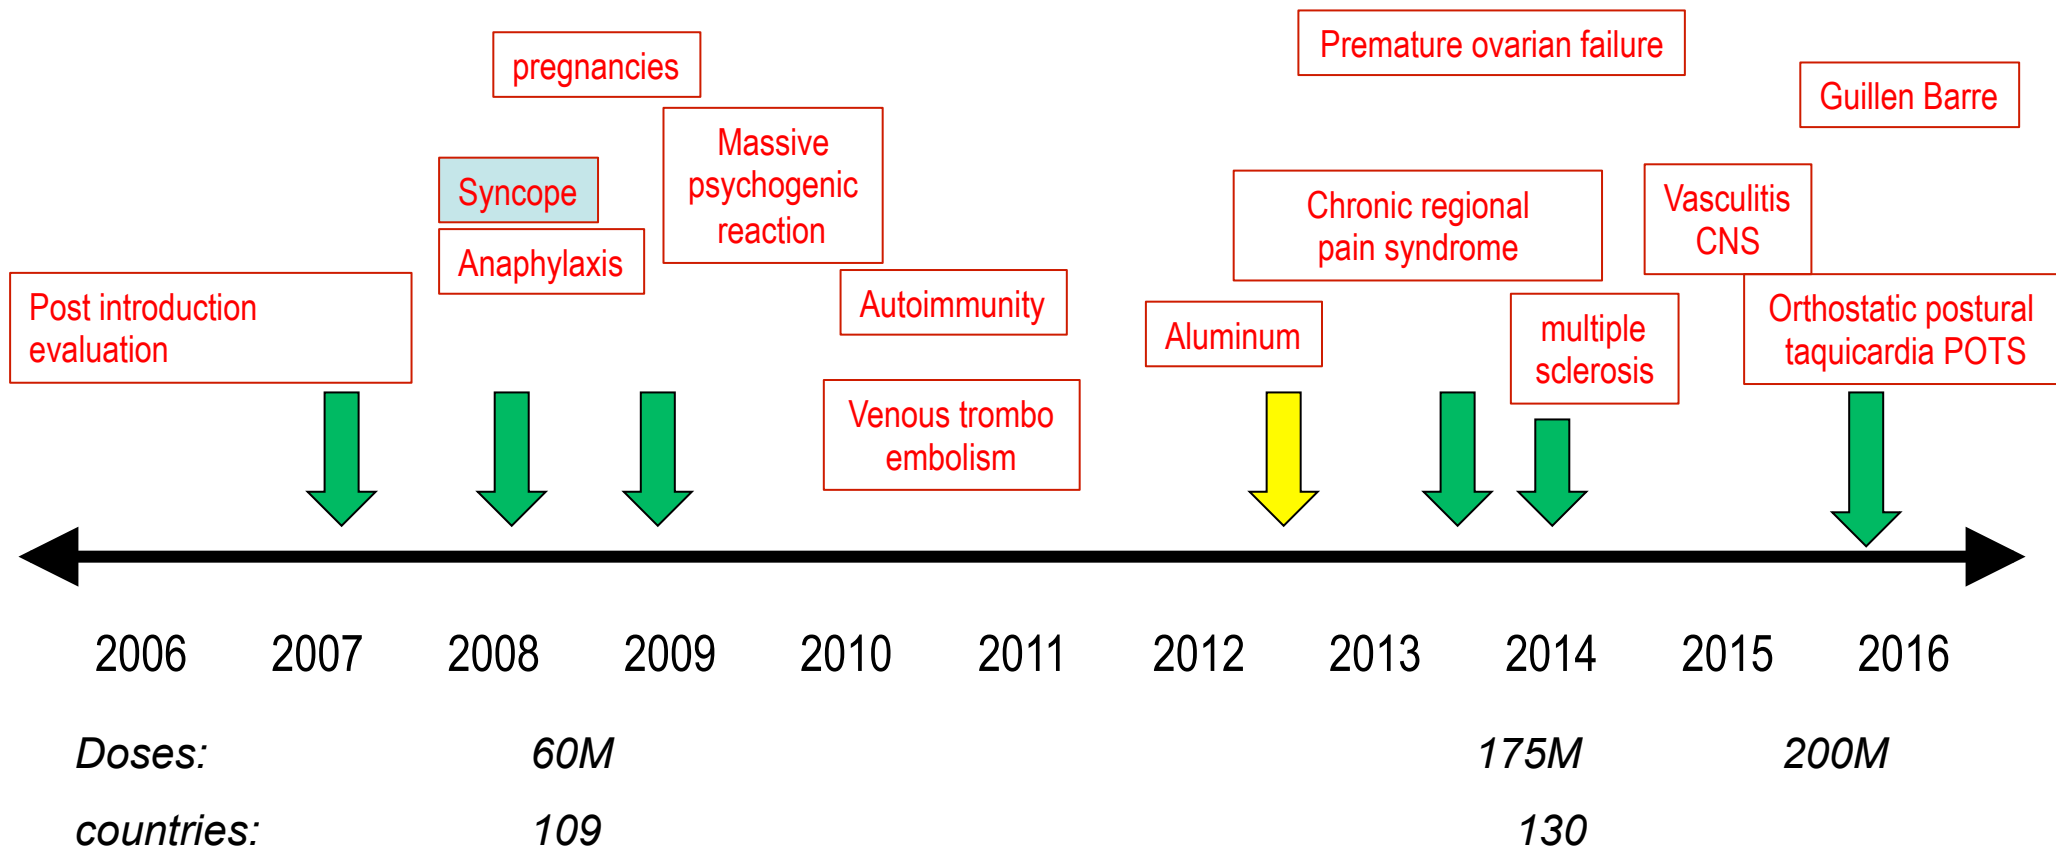 pregnancies
Premature ovarian failure
Guillen Barre
Massive
psychogenic
reaction
Syncope
Anaphylaxis
Chronic regional
pain syndrome
Vasculitis
CNS
Post introduction
evaluation
Autoimmunity
Aluminum
multiple
sclerosis
Orthostatic postural
taquicardia POTS
Venous trombo
embolism
2006 2007 2008 2009 2010 2011 2012 2013 2014 2015 2016
Doses: 60M 175M 200M
countries: 109 130